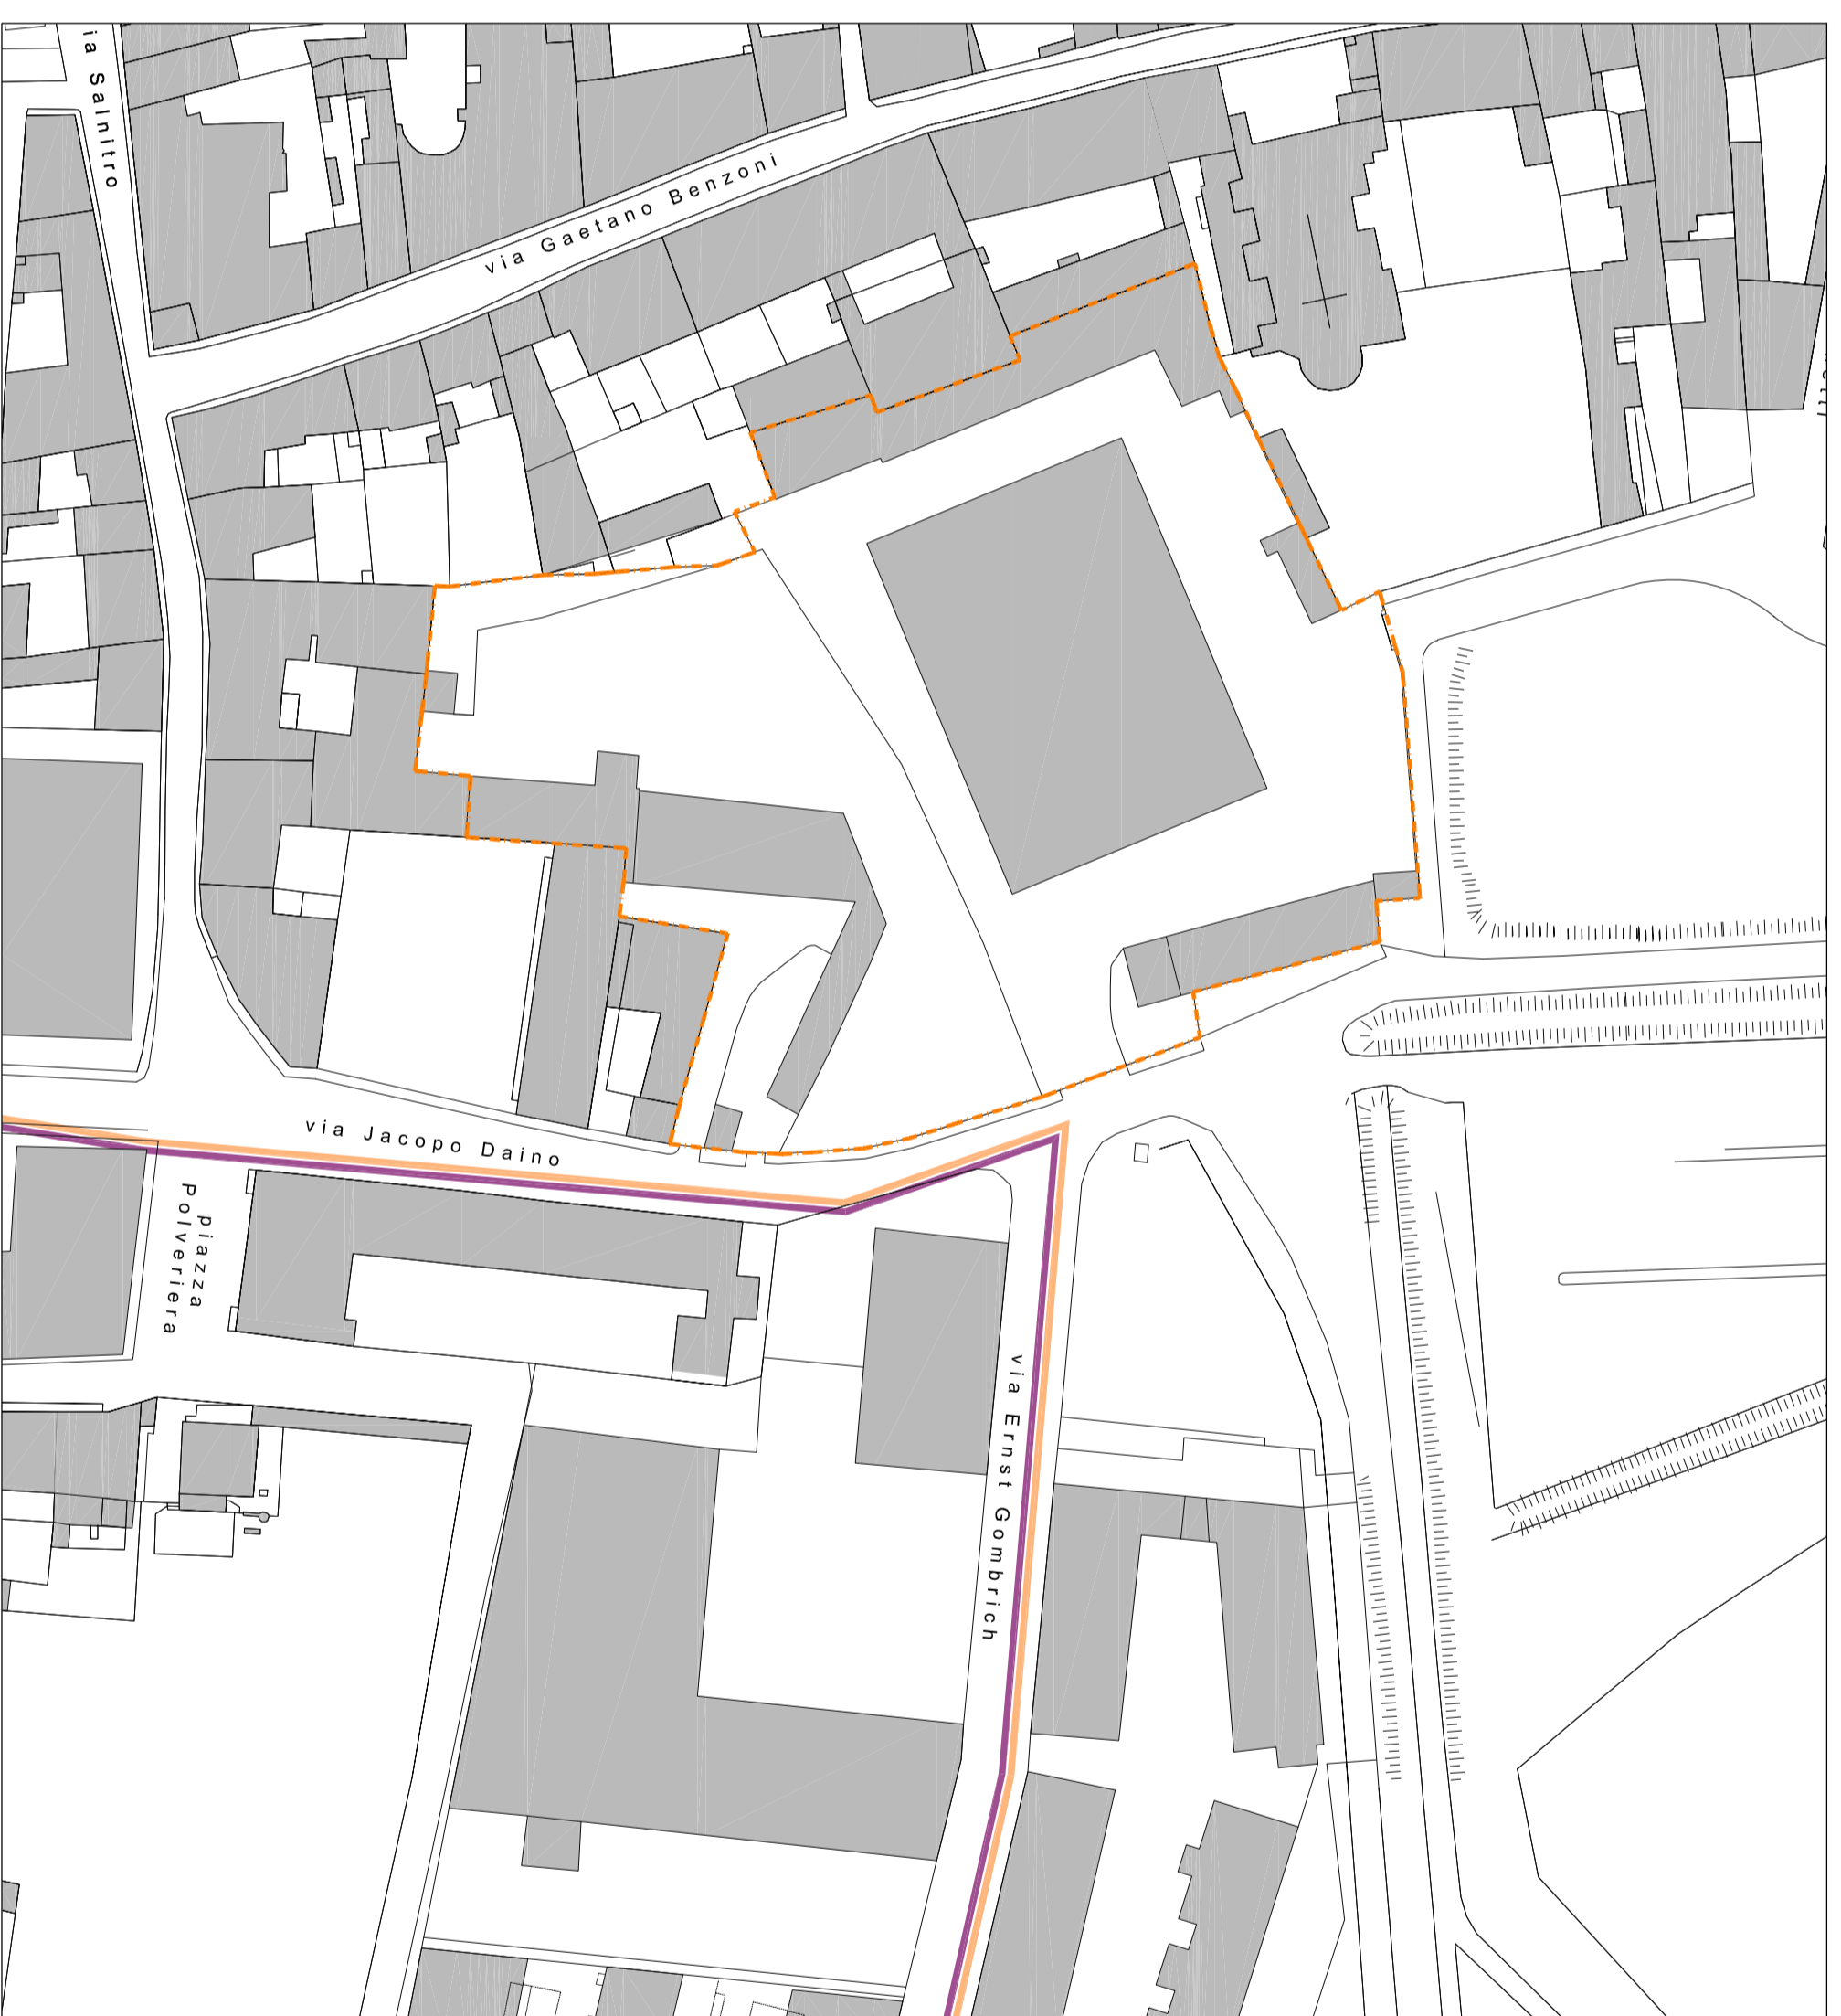 via Salnitro
via Gaetano Benzoni
via Jacopo Daino
piazza
Polveriera
via Ernst Gombrich